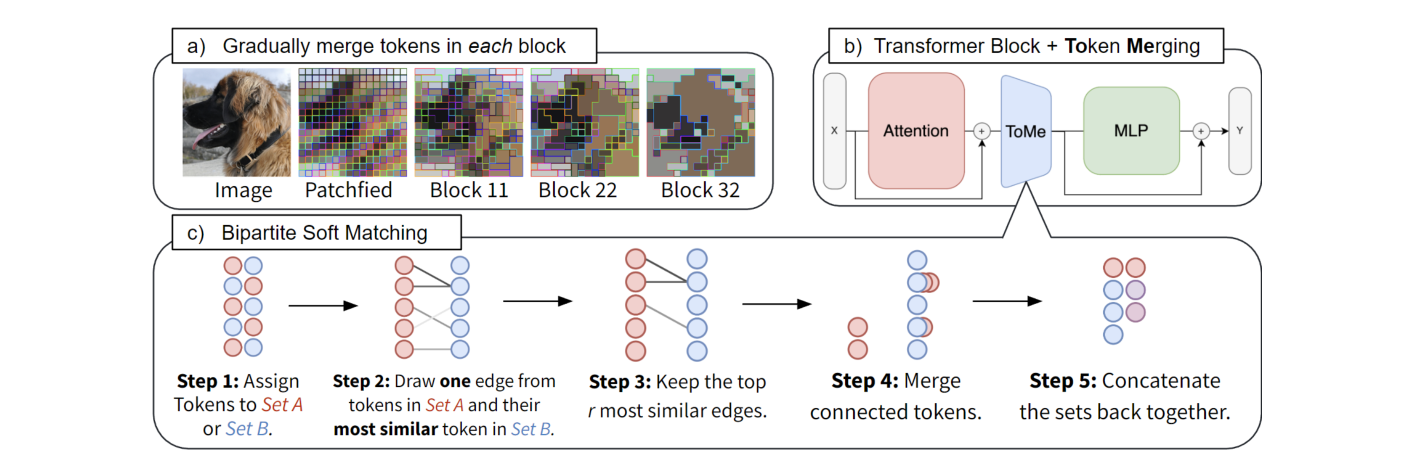 a) Gradually merge tokens in each block
Image
Patchfied
Block 11
Block 22
Block 32
b) Transformer Block + Token Merging
X
Attention
+
ToMe
MLP
+
Y
c) Bipartite Soft Matching
Step 1: Assign
Tokens to Set A
or Set B.
Step 2: Draw one edge from
tokens in Set A and their
most similar token in Set B.
Step 3: Keep the top
r most similar edges.
Step 4: Merge
connected tokens.
Step 5: Concatenate
the sets back together.